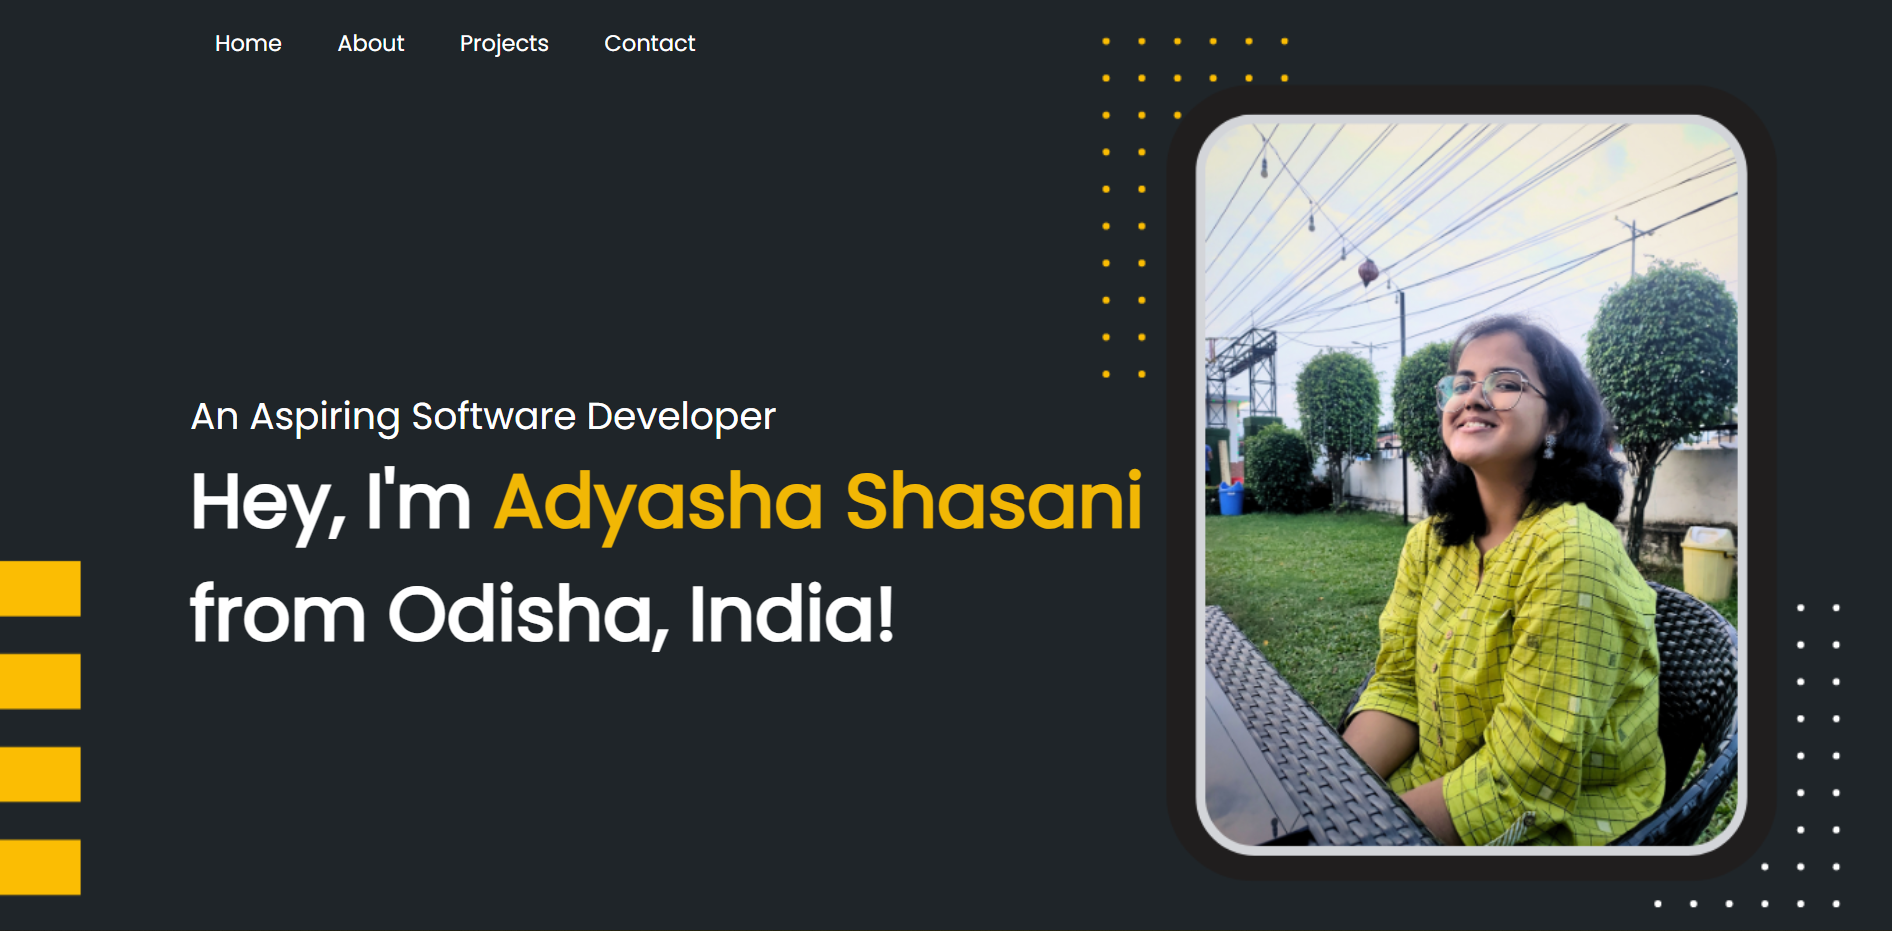 Home About Projects Contact
An Aspiring Software Developer
Hey, I'm Adyasha Shasani
from Odisha, India!